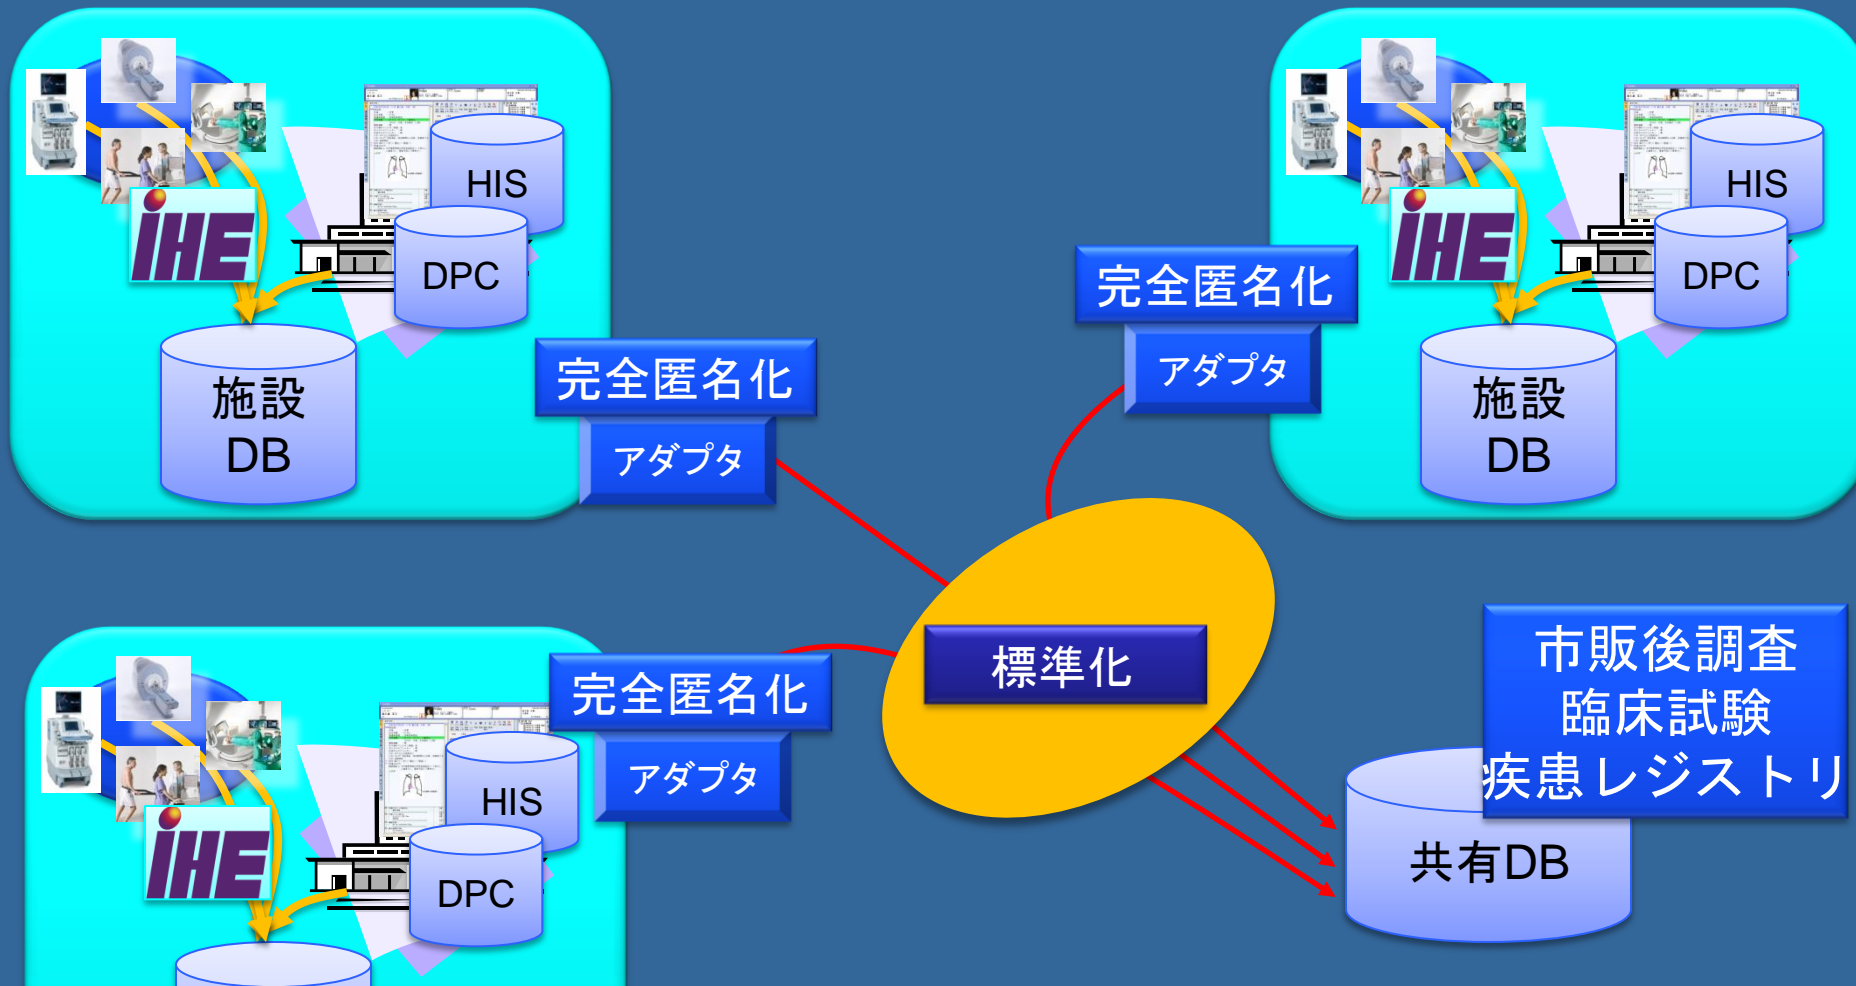 HIS
DPC
IHE
施設
DB
完全匿名化
アダプタ
HIS
DPC
IHE
施設
DB
完全匿名化
アダプタ
HIS
DPC
IHE
完全匿名化
アダプタ
標準化
市販後調査
臨床試験
疾患レジストリ
共有DB